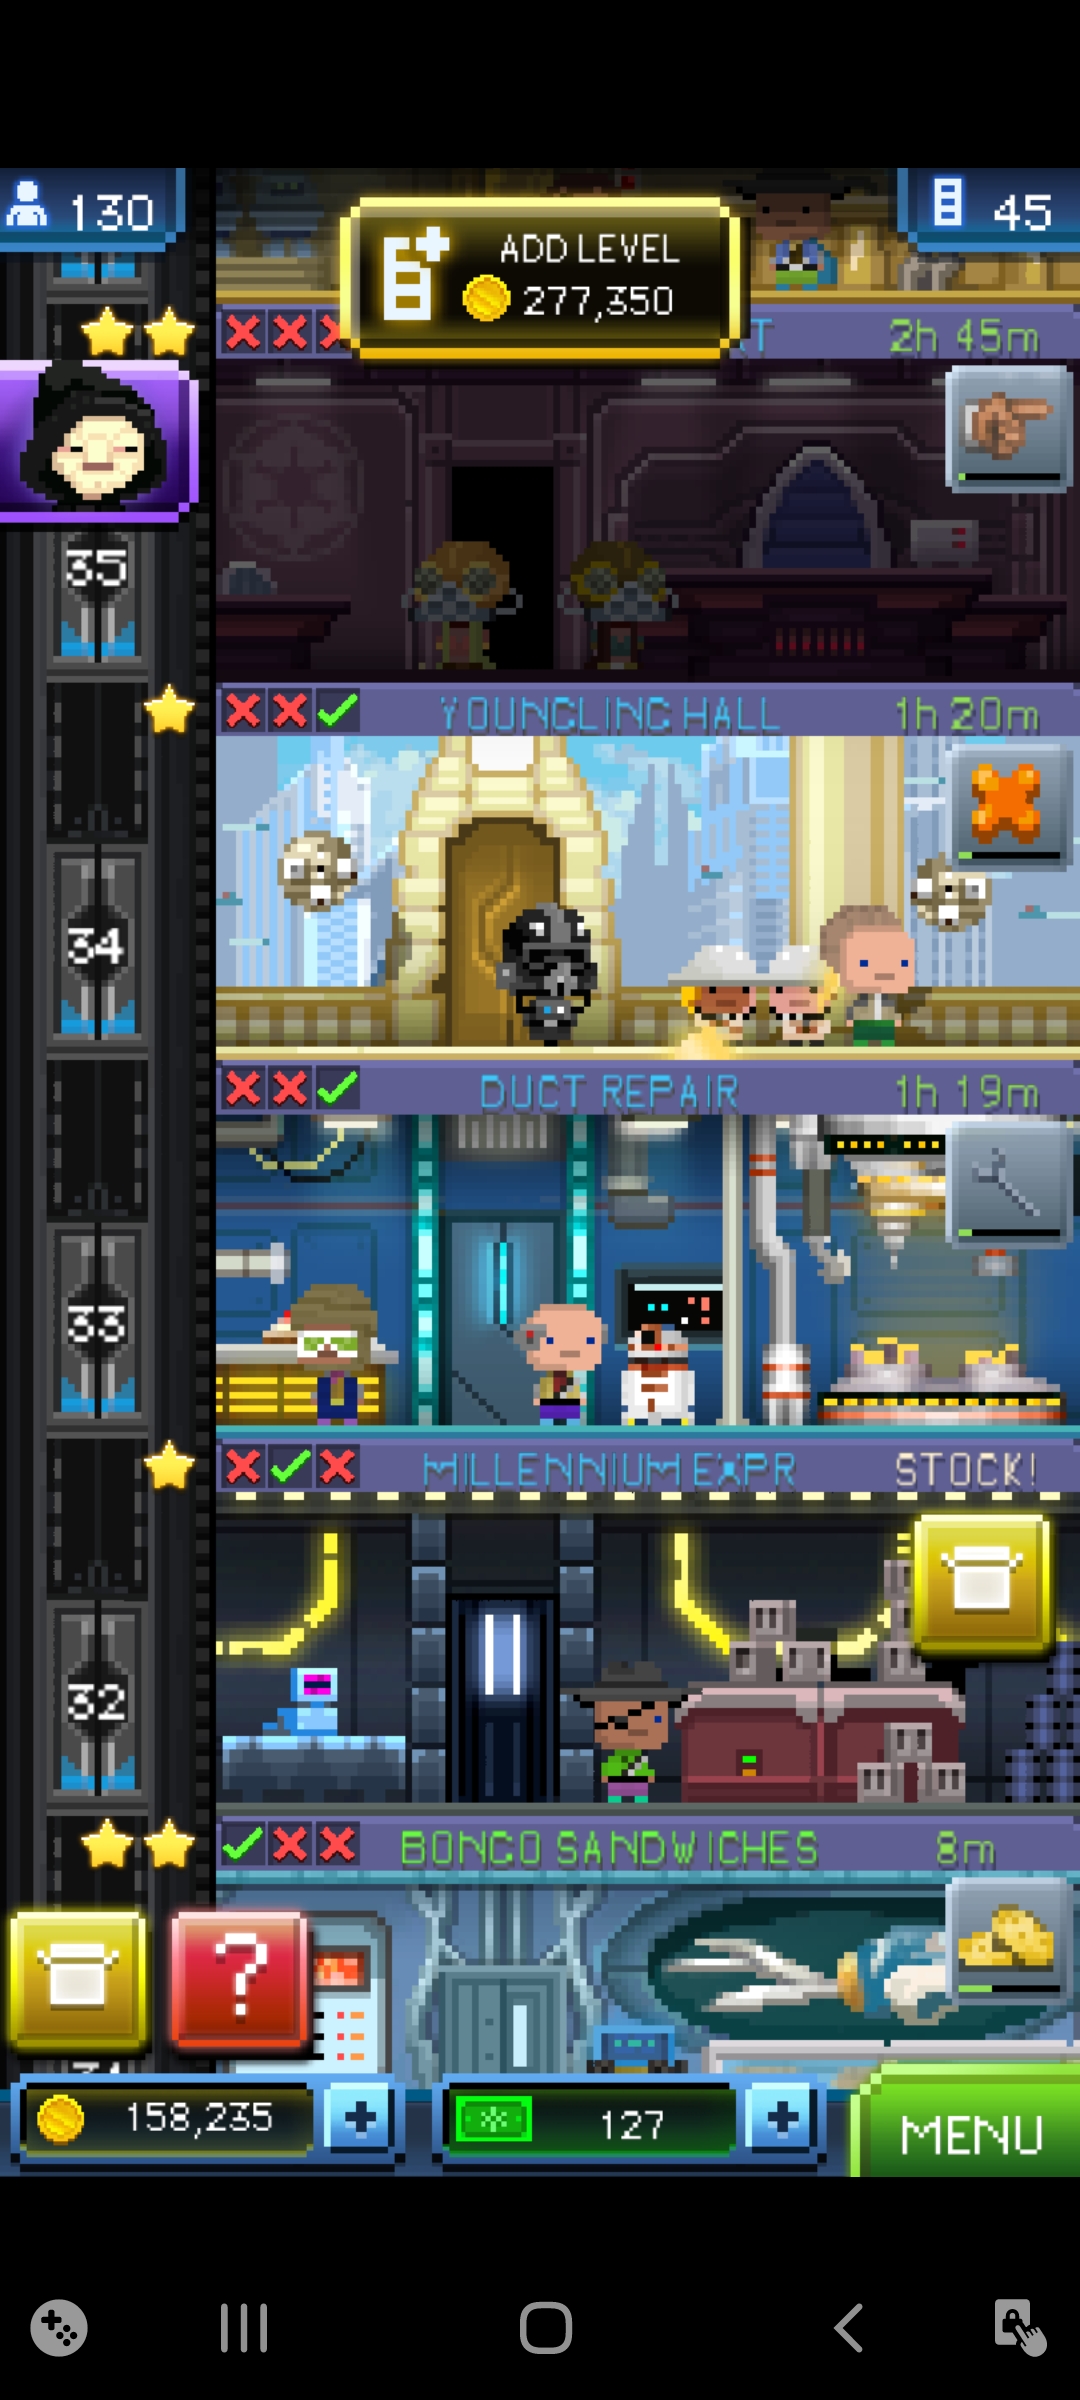 130
ADD LEVEL
277,350
45
2h 45m
35
YOUNGLING HALL
1h 20m
34
DUCT REPAIR
1h 19m
33
MILLENNIUM EXPR
STOCK!
32
BONGO SANDWICHES
8m
?
158,235
127
MENU